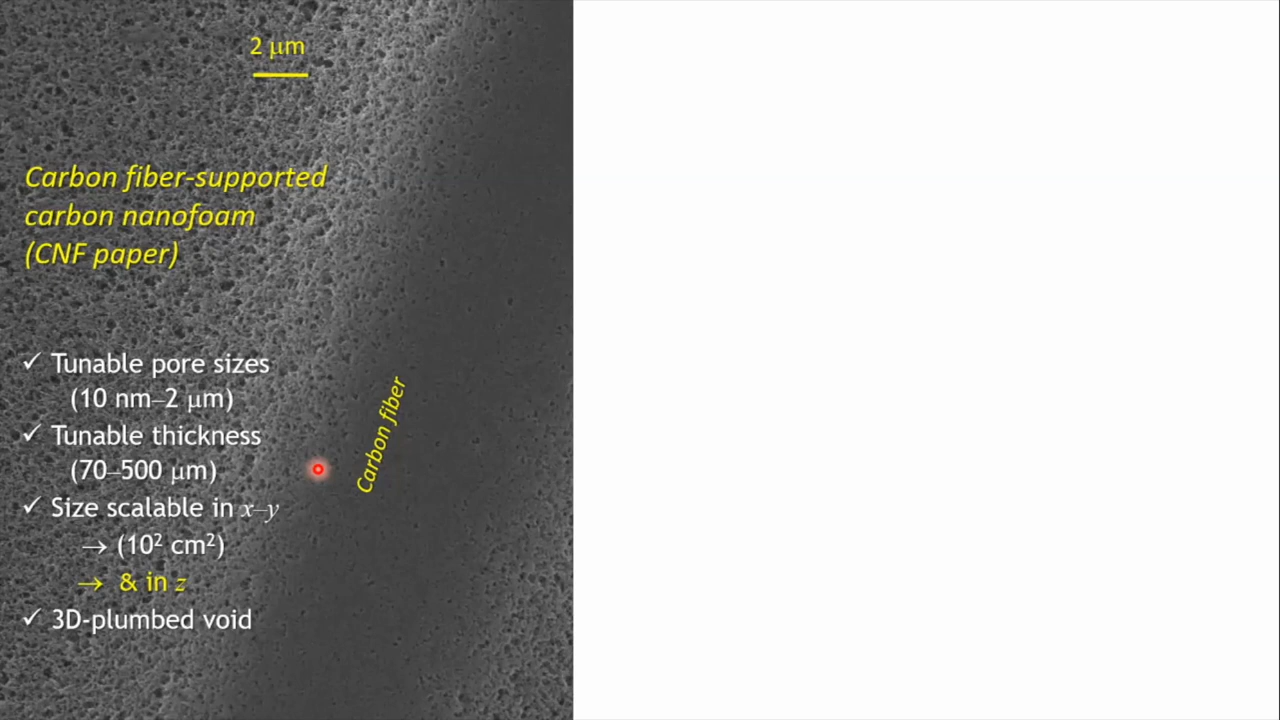 2 μm
Carbon fiber-supported
carbon nanofoam
(CNF paper)
✓ Tunable pore sizes
(10 nm–2 μm)
✓ Tunable thickness
(70–500 μm)
✓ Size scalable in x–y
→ (10² cm²)
→ & in z
✓ 3D-plumbed void
Carbon fiber